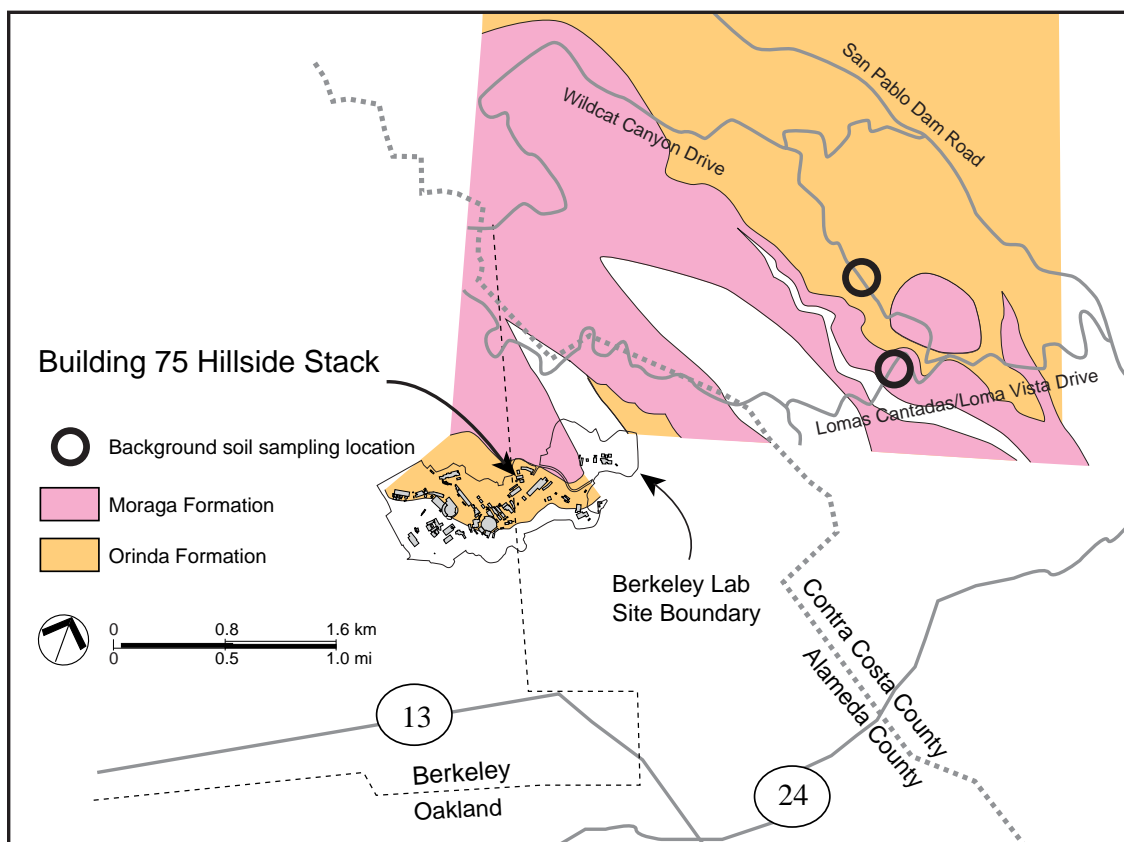 San Pablo Dam Road
Wildcat Canyon Drive
Building 75 Hillside Stack
Lomas Cantadas/Loma Vista Drive
Background soil sampling location
Moraga Formation
Orinda Formation
Berkeley Lab
Site Boundary
0 0.8 1.6 km
0 0.5 1.0 mi
Contra Costa County
Alameda County
13
Berkeley
Oakland
24